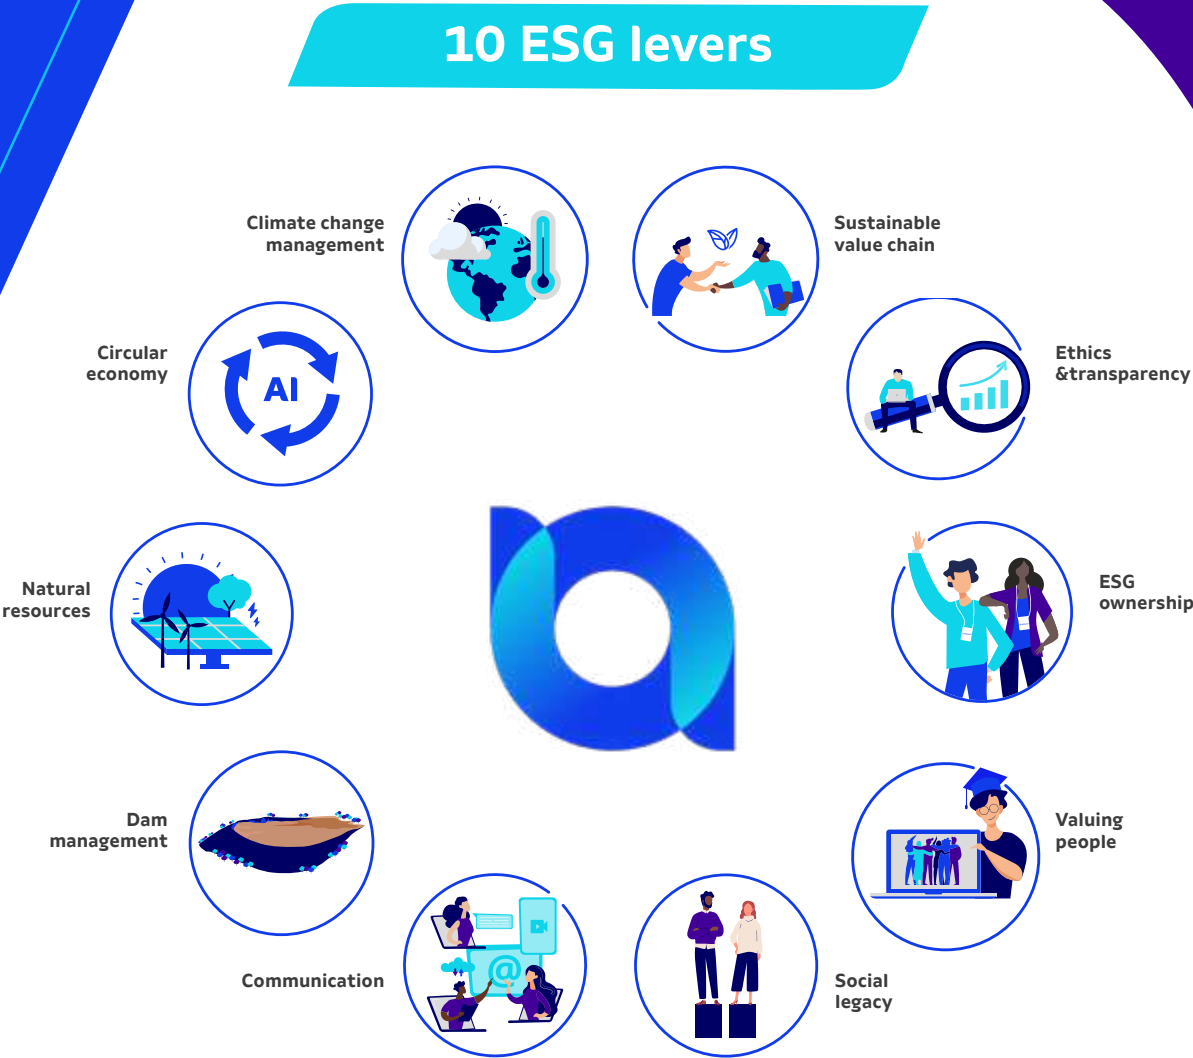 10 ESG levers
Climate change
management
Sustainable
value chain
Circular
economy
AI
Ethics
&transparency
Natural
resources
ESG
ownership
Dam
management
Valuing
people
Communication
@
Social
legacy